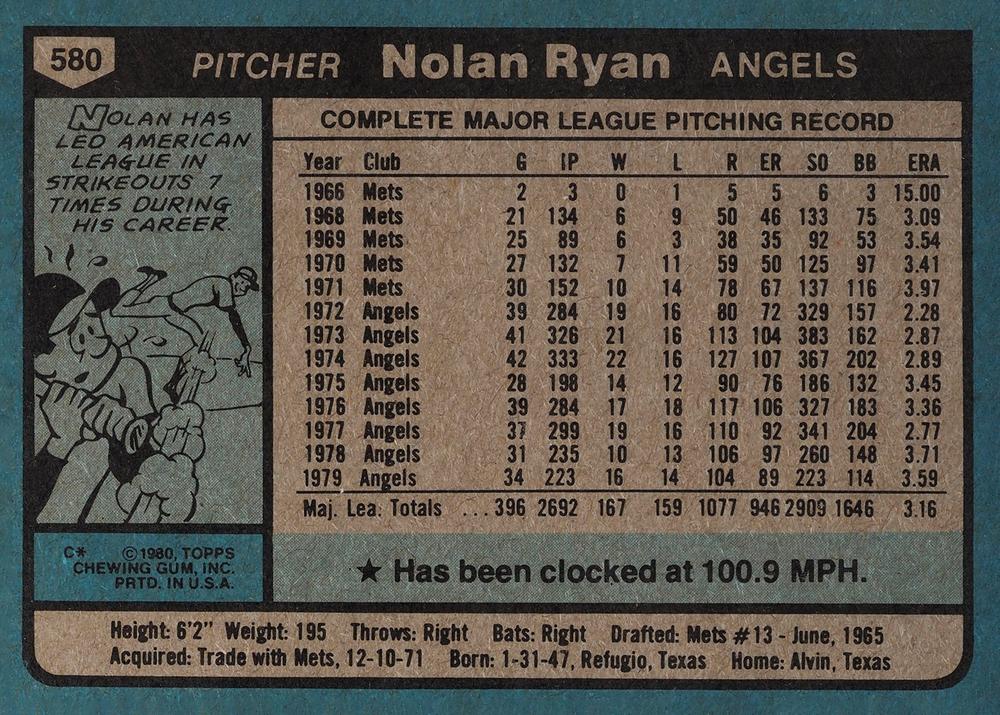 580 PITCHER Nolan Ryan ANGELS
NOLAN HAS
LED AMERICAN
LEAGUE IN
STRIKEOUTS 7
TIMES DURING
HIS CAREER.
COMPLETE MAJOR LEAGUE PITCHING RECORD
Year Club G IP W L R ER SO BB ERA
1966 Mets 2 3 0 1 5 5 6 3 15.00
1968 Mets 21 134 6 9 50 46 133 75 3.09
1969 Mets 25 89 6 3 38 35 92 53 3.54
1970 Mets 27 132 7 11 59 50 125 97 3.41
1971 Mets 30 152 10 14 78 67 137 116 3.97
1972 Angels 39 284 19 16 80 72 329 157 2.28
1973 Angels 41 326 21 16 113 104 383 162 2.87
1974 Angels 42 333 22 16 127 107 367 202 2.89
1975 Angels 28 198 14 12 90 76 186 132 3.45
1976 Angels 39 284 17 18 117 106 327 183 3.36
1977 Angels 37 299 19 16 110 92 341 204 2.77
1978 Angels 31 235 10 13 106 97 260 148 3.71
1979 Angels 34 223 16 14 104 89 223 114 3.59
Maj. Lea. Totals ...396 2692 167 159 1077 946 2909 1646 3.16
★ Has been clocked at 100.9 MPH.
C* ©1980, TOPPS
CHEWING GUM, INC.
PRTD. IN U.S.A.
Height: 6'2" Weight: 195 Throws: Right Bats: Right Drafted: Mets #13 - June, 1965
Acquired: Trade with Mets, 12-10-71 Born: 1-31-47, Refugio, Texas Home: Alvin, Texas